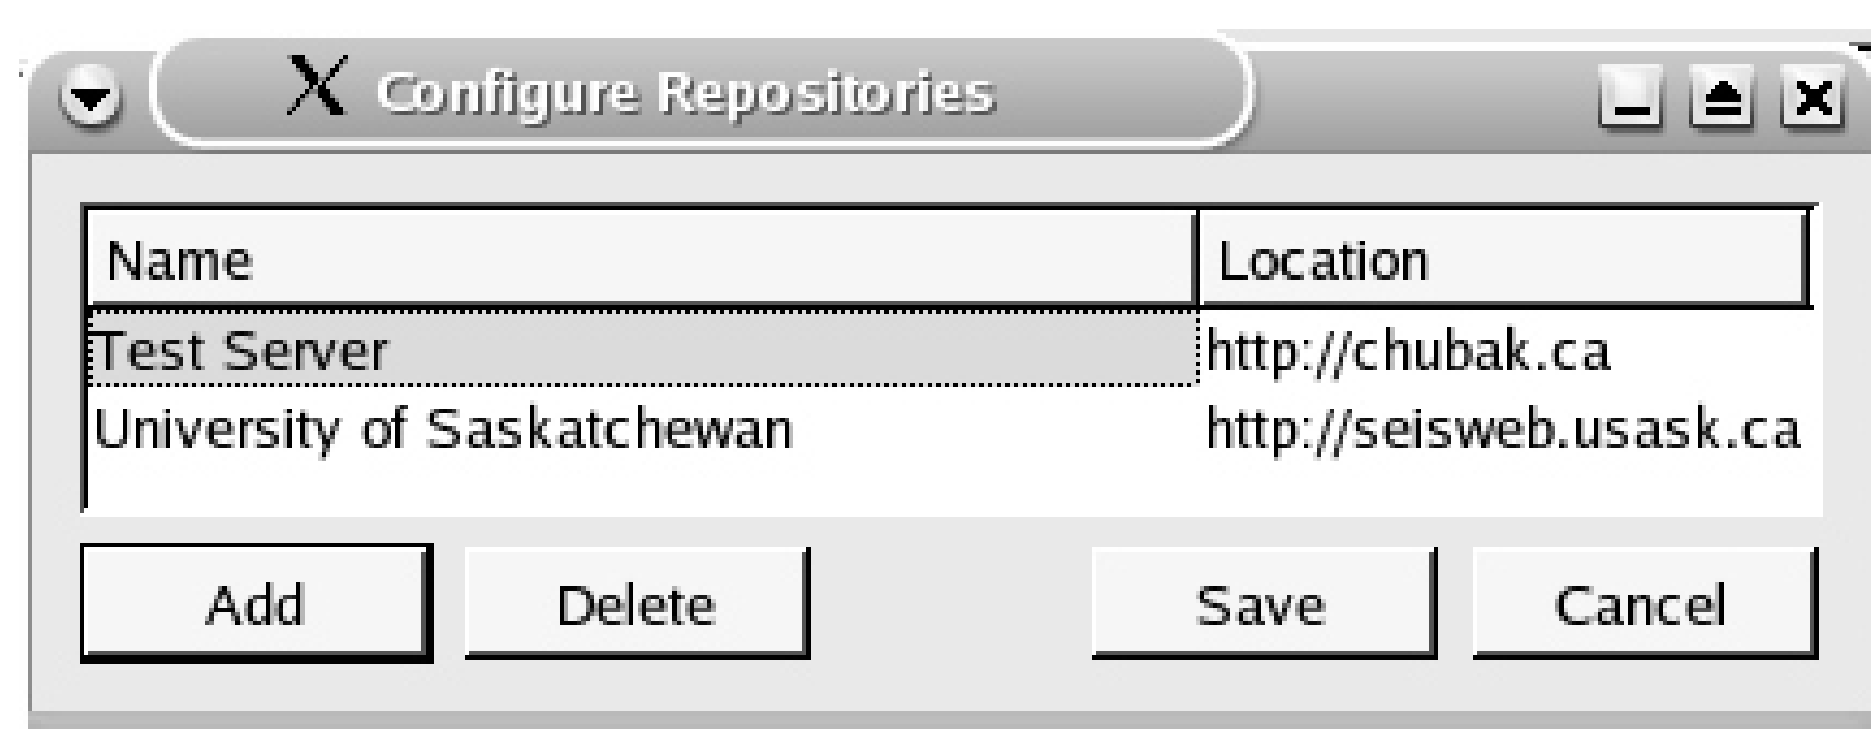 Configure Repositories
Name Location
Test Server http://chubak.ca
University of Saskatchewan http://seisweb.usask.ca
Add Delete Save Cancel